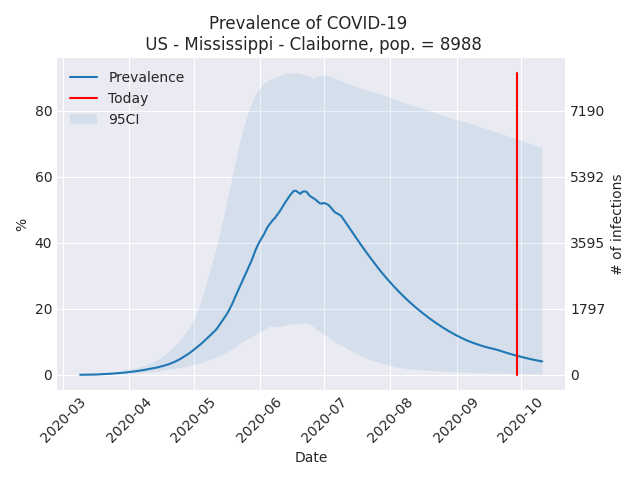 Prevalence of COVID-19
US - Mississippi - Claiborne, pop. = 8988
Prevalence
Today
95CI
%
80
60
40
20
0
7190
5392
3595
1797
0
# of infections
2020-03
2020-04
2020-05
2020-06
2020-07
2020-08
2020-09
2020-10
Date